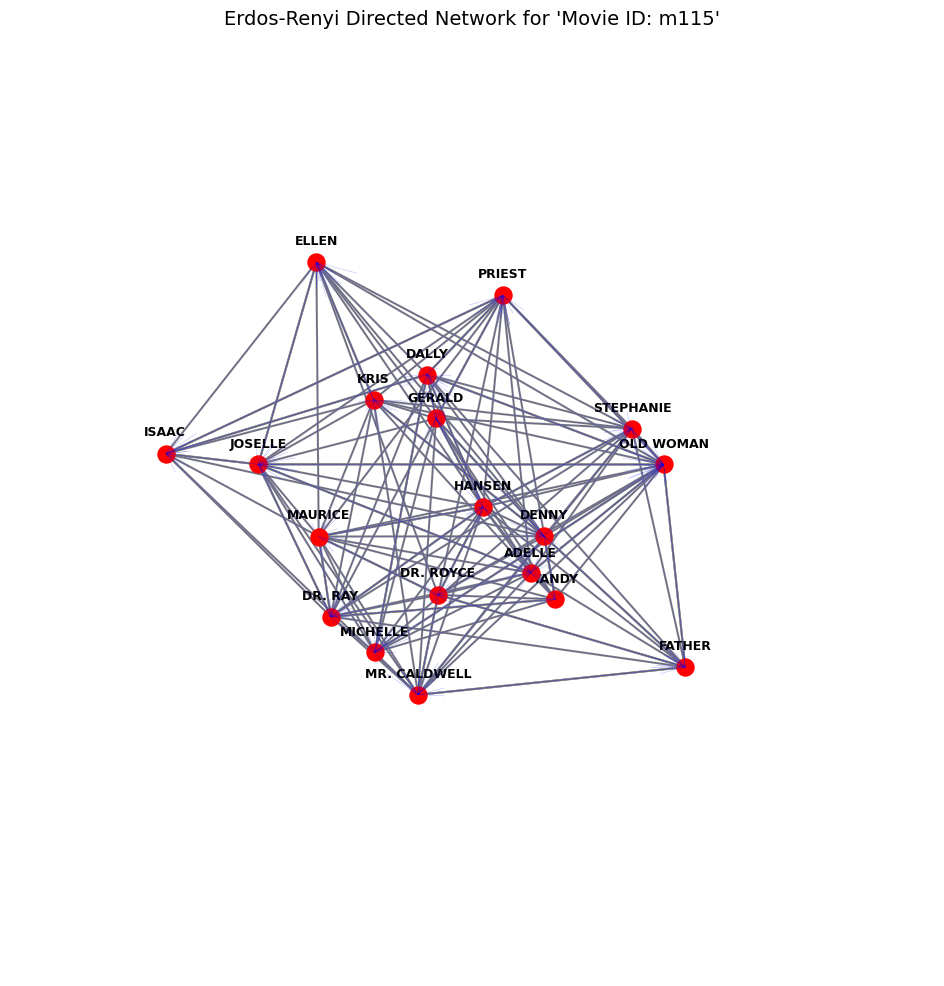 Erdos-Renyi Directed Network for 'Movie ID: m115'
ELLEN
PRIEST
DALLY
KRIS
GERALD
STEPHANIE
ISAAC
JOSELLE
OLD WOMAN
HANSEN
MAURICE
DENNY
ADELLE
DR. ROYCE
DR. RAY
MICHELLE
FATHER
MR. CALDWELL